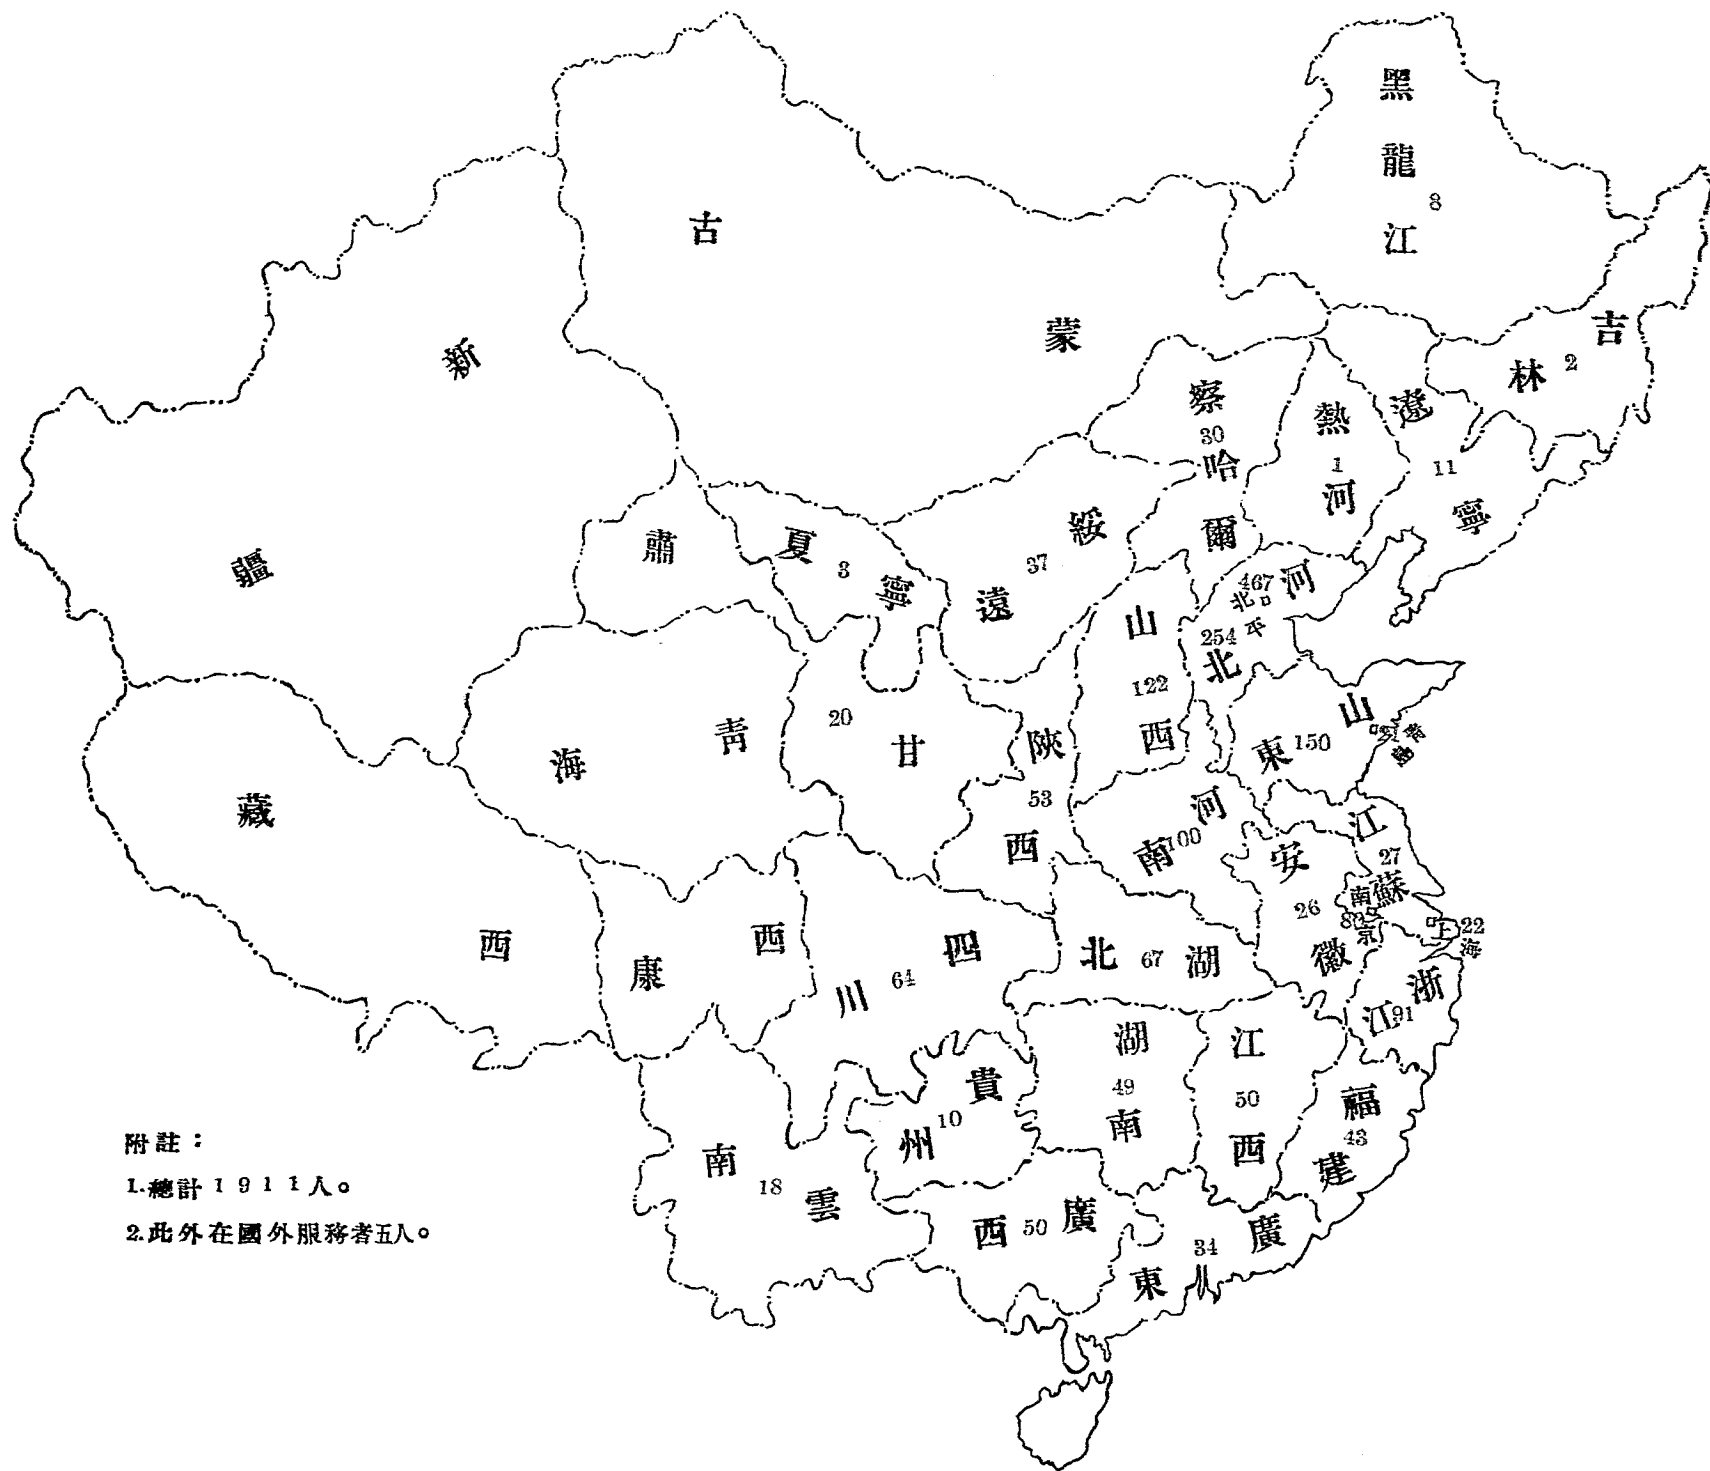 黑龍江
8
古
蒙
吉林
2
新
疆
察
30
哈
爾
熱
1
河
遼
11
寧
肅
夏
3
寧
綏
37
遠
467
河
北
平
254
北
山
122
西
山
東
150
青
海
20
甘
陝
53
西
河
南
100
江
27
蘇
藏
西
康
西
四
川
64
北
67
湖
安
26
徽
南
京
上
22
海
浙
江
91
湖
49
南
江
50
西
福
43
建
貴
州
10
南
18
雲
西
50
廣
34
廣
東
附註：
1.總計1911人。
2.此外在國外服務者五人。